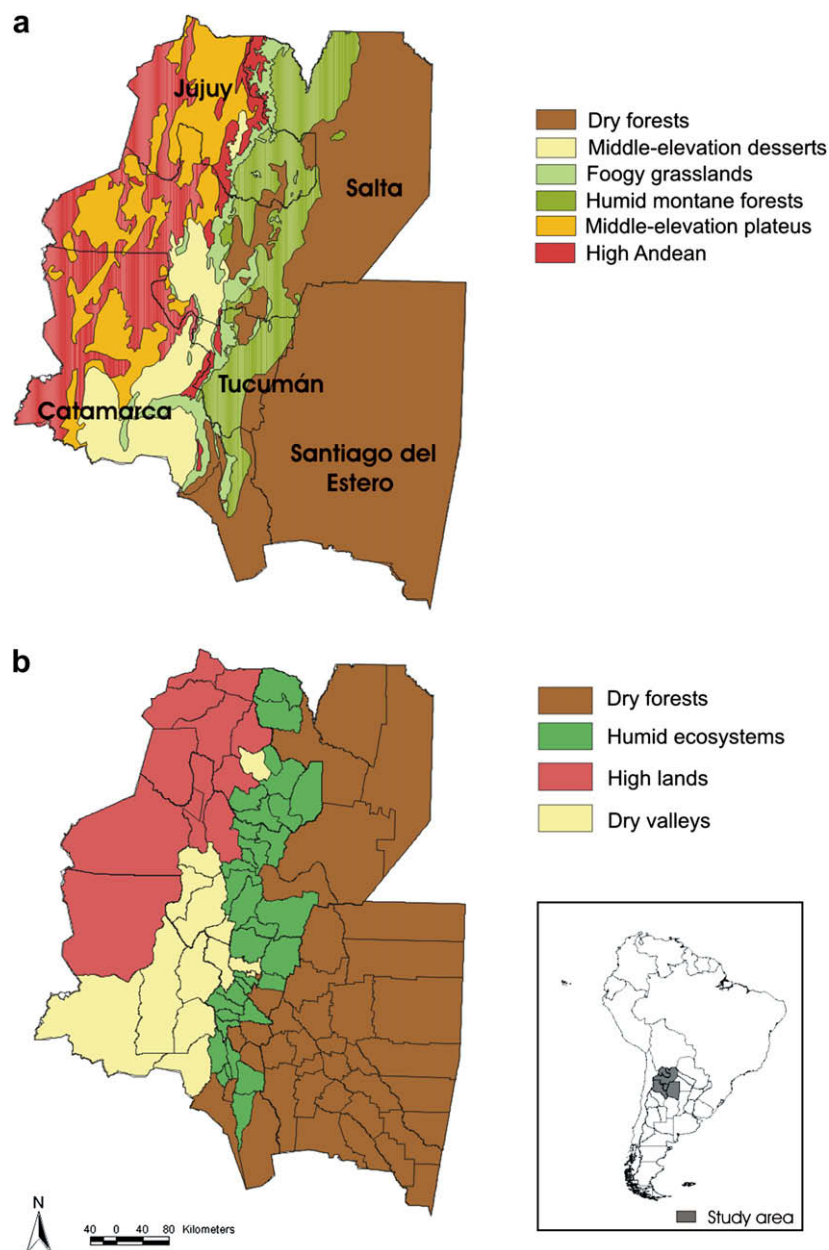 a
Jújuy
Salta
Tucumán
Catamarca
Santiago del
Estero
Dry forests
Middle-elevation desserts
Foogy grasslands
Humid montane forests
Middle-elevation plateus
High Andean
b
Dry forests
Humid ecosystems
High lands
Dry valleys
N
40 0 40 80 Kilometers
Study area